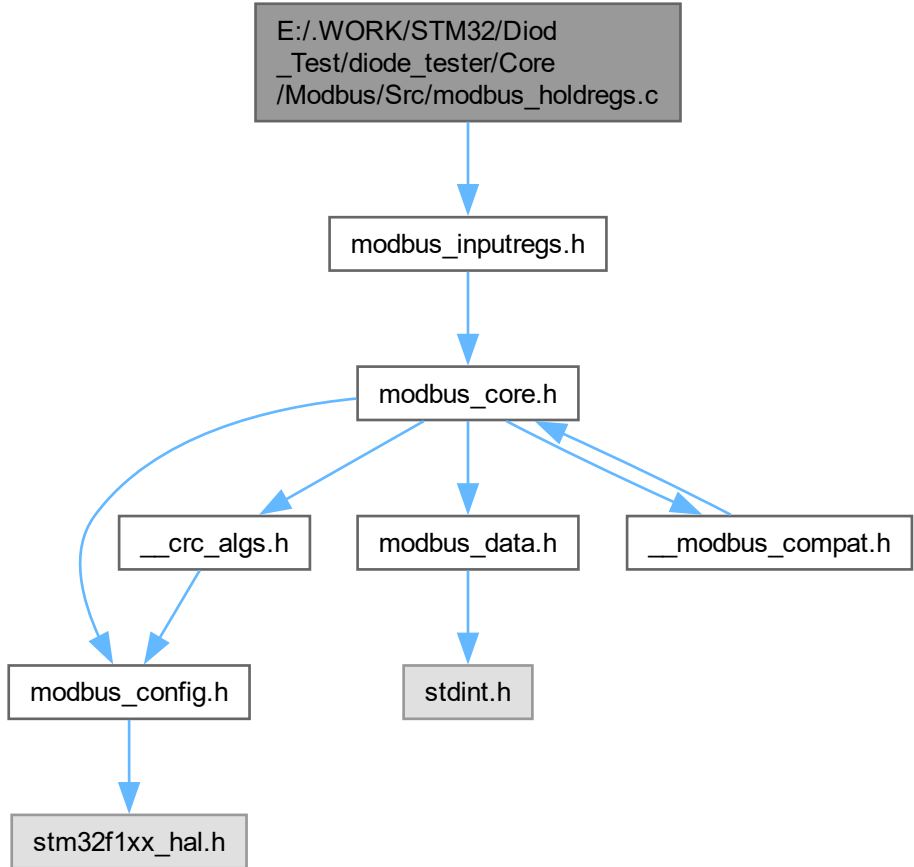 E:/.WORK/STM32/Diod
_Test/diode_tester/Core
/Modbus/Src/modbus_holdregs.c
modbus_inputregs.h
modbus_core.h
__crc_algs.h
modbus_data.h
__modbus_compat.h
modbus_config.h
stdint.h
stm32f1xx_hal.h